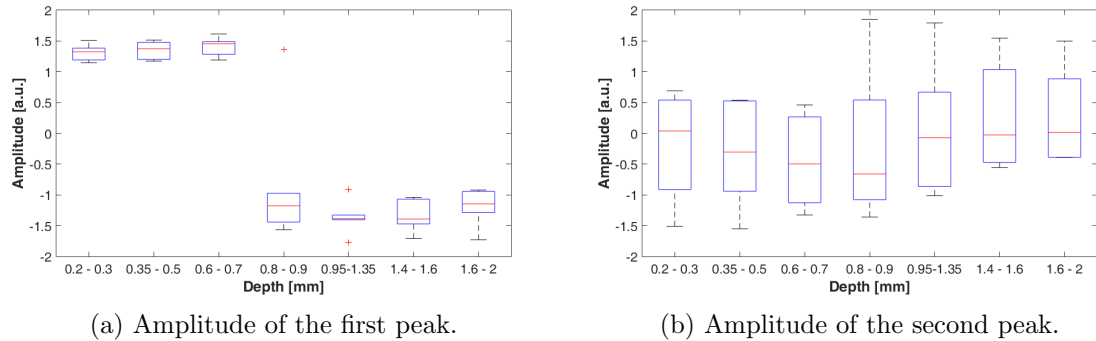 2
1.5
1
0.5
0
-0.5
-1
-1.5
-2
Amplitude [a.u.]
0.2 - 0.3 0.35 - 0.5 0.6 - 0.7 0.8 - 0.9 0.95-1.35 1.4 - 1.6 1.6 - 2
Depth [mm]
(a) Amplitude of the first peak.
2
1.5
1
0.5
0
-0.5
-1
-1.5
-2
Amplitude [a.u.]
0.2 - 0.3 0.35 - 0.5 0.6 - 0.7 0.8 - 0.9 0.95-1.35 1.4 - 1.6 1.6 - 2
Depth [mm]
(b) Amplitude of the second peak.